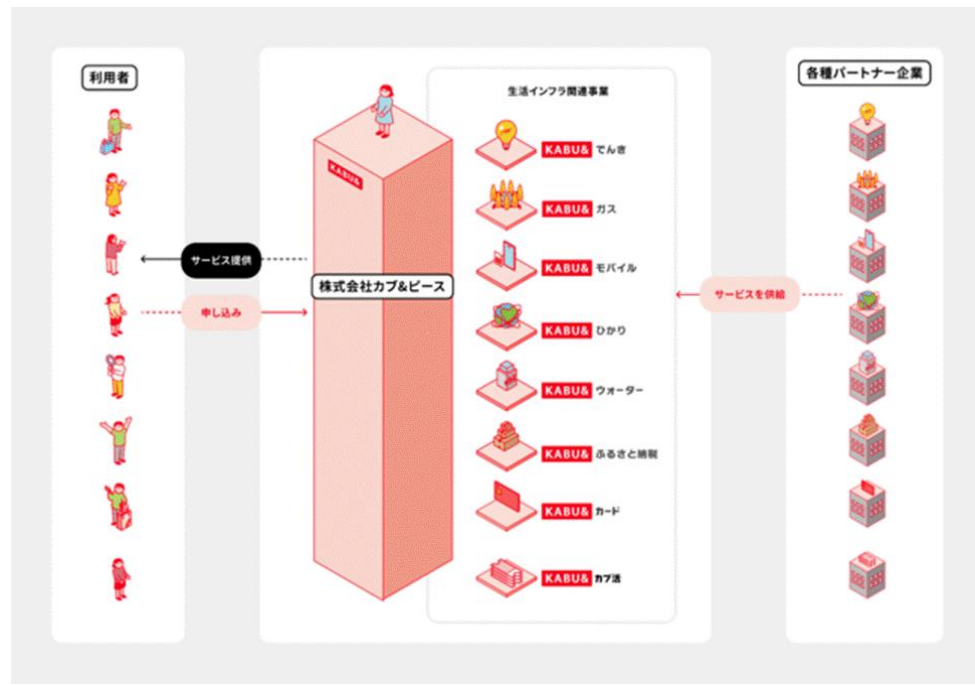 利用者
サービス提供
申し込み
KABU&
株式会社カブ&ピース
生活インフラ関連事業
KABU& でんき
KABU& ガス
KABU& モバイル
KABU& ひかり
KABU& ウォーター
KABU& ふるさと納税
KABU& カード
KABU& カブ活
サービスを供給
各種パートナー企業